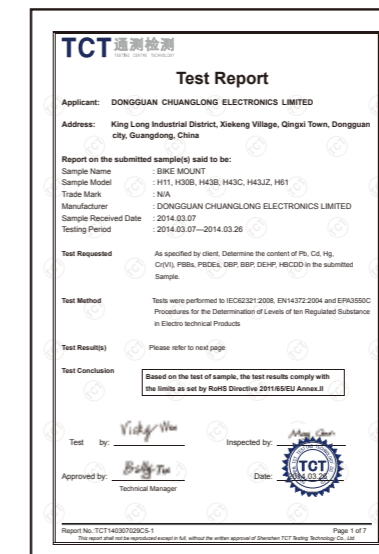 TCT通测检测
TESTING CENTRE TECHNOLOGY
Test Report
Applicant: DONGGUAN CHUANGLONG ELECTRONICS LIMITED
Address: King Long Industrial District, Xiekeng Village, Qingxi Town, Dongguan
city, Guangdong, China
Report on the submitted sample(s) said to be:
Sample Name : BIKE MOUNT
Sample Model : H11, H30B, H43B, H43C, H43JZ, H61
Trade Mark : N/A
Manufacturer : DONGGUAN CHUANGLONG ELECTRONICS LIMITED
Sample Received Date : 2014.03.07
Testing Period : 2014.03.07—2014.03.26
Test Requested As specified by client, Determine the content of Pb, Cd, Hg,
Cr(VI), PBBs, PBDEs, DBP, BBP, DEHP, HBCDD in the submitted
Sample.
Test Method Tests were performed to IEC62321:2008, EN14372:2004 and EPA3550C
Procedures for the Determination of Levels of ten Regulated Substance
in Electro technical Products
Test Result(s) Please refer to next page
Test Conclusion
Based on the test of sample, the test results comply with
the limits as set by RoHS Directive 2011/65/EU Annex.II
Test by: Vicky Inspected by:
TCT
Approved by: Date: 2014.03.26
Technical Manager
Report No.:TCT140307029C5-1 Page 1 of 7
This report shall not be reproduced except in full, without the written approval of Shenzhen TCT Testing Technology Co., Ltd